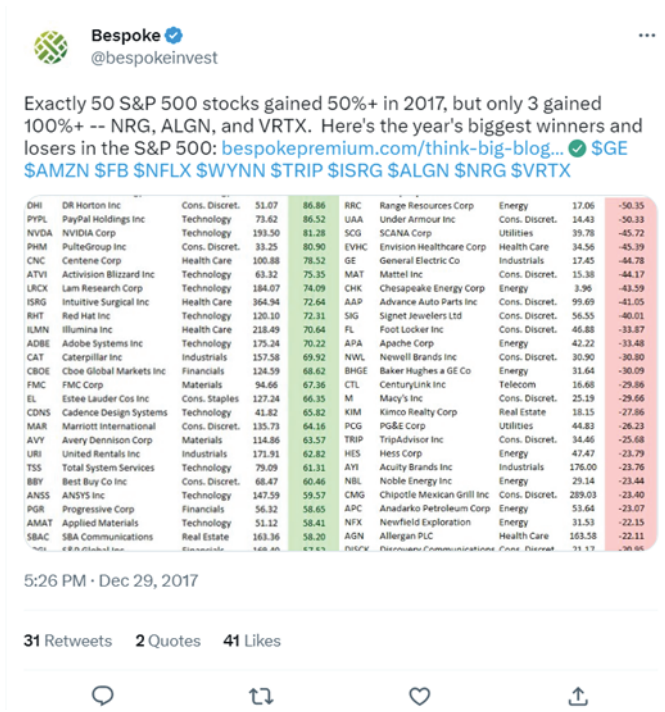 Bespoke
@bespokeinvest
Exactly 50 S&P 500 stocks gained 50%+ in 2017, but only 3 gained
100%+ -- NRG, ALGN, and VRTX. Here's the year's biggest winners and
losers in the S&P 500: bespokepremium.com/think-big-blog... $GE
$AMZN $FB $NFLX $WYNN $TRIP $ISRG $ALGN $NRG $VRTX
DHI DR Horton Inc Cons. Discret. 51.07 86.86 RRC Range Resources Corp Energy 17.06 -50.35
PYPL PayPal Holdings Inc Technology 73.62 86.52 UAA Under Armour Inc Cons. Discret. 14.43 -50.33
NVDA NVIDIA Corp Technology 193.50 81.28 SCG SCANA Corp Utilities 39.78 -45.72
PHM PulteGroup Inc Cons. Discret. 33.25 80.90 EVHC Envision Healthcare Corp Health Care 34.56 -45.39
CNC Centene Corp Health Care 100.88 78.52 GE General Electric Co Industrials 17.45 -44.78
ATVI Activision Blizzard Inc Technology 63.32 75.35 MAT Mattel Inc Cons. Discret. 15.38 -44.17
LRCX Lam Research Corp Technology 184.07 74.09 CHK Chesapeake Energy Corp Energy 3.96 -43.59
ISRG Intuitive Surgical Inc Health Care 364.94 72.64 AAP Advance Auto Parts Inc Cons. Discret. 99.69 -41.05
RHT Red Hat Inc Technology 120.10 72.31 SIG Signet Jewelers Ltd Cons. Discret. 56.55 -40.01
ILMN Illumina Inc Health Care 218.49 70.64 FL Foot Locker Inc Cons. Discret. 46.88 -33.87
ADBE Adobe Systems Inc Technology 175.24 70.22 APA Apache Corp Energy 42.22 -33.48
CAT Caterpillar Inc Industrials 157.58 69.92 NWL Newell Brands Inc Cons. Discret. 30.90 -30.80
CBOE Cboe Global Markets Inc Financials 124.59 68.62 BHGE Baker Hughes a GE Co Energy 31.64 -30.09
FMC FMC Corp Materials 94.66 67.36 CTL CenturyLink Inc Telecom 16.68 -29.86
EL Estee Lauder Cos Inc Cons. Staples 127.24 66.35 M Macy's Inc Cons. Discret. 25.19 -29.66
CDNS Cadence Design Systems Technology 41.82 65.82 KIM Kimco Realty Corp Real Estate 18.15 -27.86
MAR Marriott International Cons. Discret. 135.73 64.16 PCG PG&E Corp Utilities 44.83 -26.23
AVY Avery Dennison Corp Materials 114.86 63.57 TRIP TripAdvisor Inc Cons. Discret. 34.46 -25.68
URI United Rentals Inc Industrials 171.91 62.82 HES Hess Corp Energy 47.47 -23.79
TSS Total System Services Technology 79.09 61.31 AYI Acuity Brands Inc Industrials 176.00 -23.76
BBY Best Buy Co Inc Cons. Discret. 68.47 60.46 NBL Noble Energy Inc Energy 29.14 -23.44
ANSS ANSYS Inc Technology 147.59 59.57 CMG Chipotle Mexican Grill Inc Cons. Discret. 289.03 -23.40
PGR Progressive Corp Financials 56.32 58.65 APC Anadarko Petroleum Corp Energy 53.64 -23.07
AMAT Applied Materials Technology 51.12 58.41 NFX Newfield Exploration Energy 31.53 -22.15
SBAC SBA Communications Real Estate 163.36 58.20 AGN Allergan PLC Health Care 163.58 -22.11
5:26 PM · Dec 29, 2017
31 Retweets 2 Quotes 41 Likes